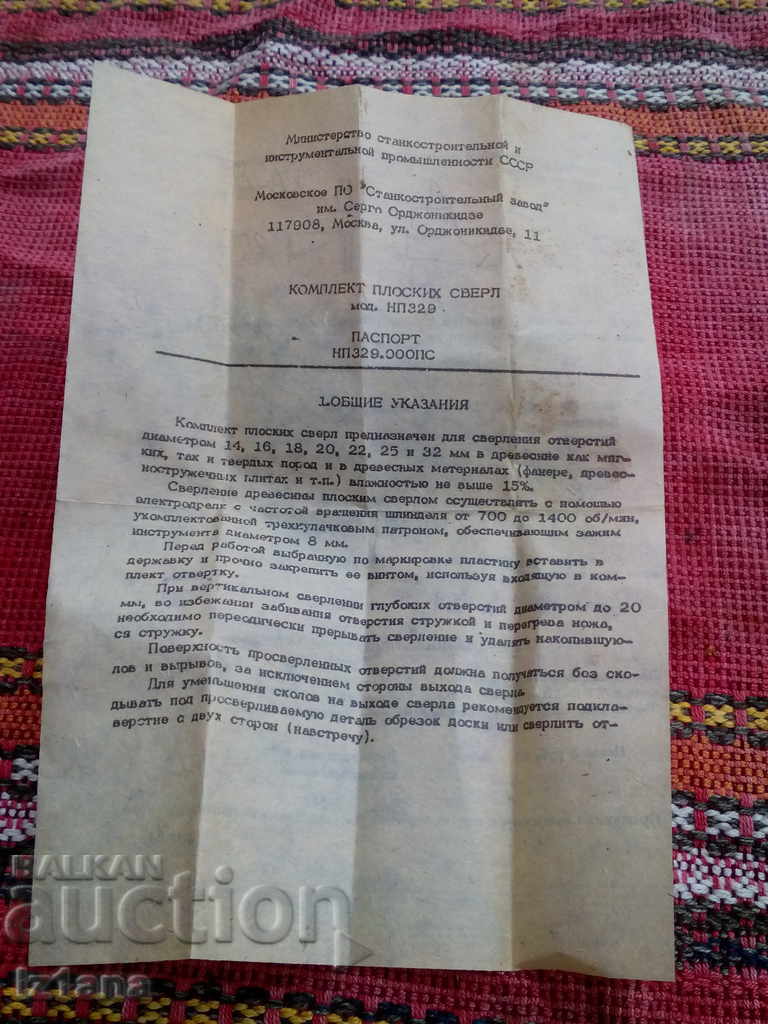 Министерство станкостроительной и
инструментальной промышленности СССР
Московское ПО "Станкостроительный завод"
им. Серго Орджоникидзе
117908, Москва, ул. Орджоникидзе, 11
КОМПЛЕКТ ПЛОСКИХ СВЕРЛ
мод. НП329
ПАСПОРТ
НП329.000ПС
1.ОБЩИЕ УКАЗАНИЯ
Комплект плоских сверл предназначен для сверления отверстий
диаметром 14, 16, 18, 20, 22, 25 и 32 мм в древесине как мяг-
ких, так и твердых пород и в древесных материалах (фанере, древес-
ностружечных плитах и т.п.) влажностью не выше 15%.
Сверление древесины плоским сверлом осуществлять с помощью
электродрели с частотой вращения шпинделя от 700 до 1400 об/мин,
укомплектованной трехкулачковым патроном, обеспечивающим зажим
инструмента диаметром 8 мм.
Перед работой выбранную по маркировке пластину вставить в
державку и прочно закрепить ее винтом, используя входящую в ком-
плект отвертку.
При вертикальном сверлении глубоких отверстий диаметром до 20
мм, во избежании забивания отверстия стружкой и перегрева ножа,
необходимо переодически прерывать сверление и удалять накопившую-
ся стружку.
Поверхность просверленных отверстий должна получаться без ско-
лов и вырывов, за исключением стороны выхода сверла.
Для уменьшения сколов на выходе сверла рекомендуется подкла-
дывать под просверливаемую деталь обрезок доски или сверлить от-
верстие с двух сторон (навстречу).
BALKAN
auction
iz1ana